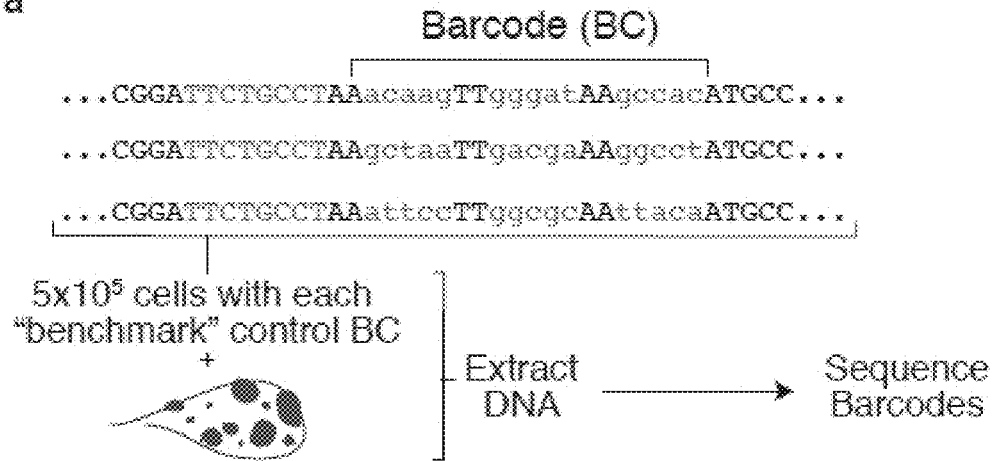 a
Barcode (BC)
...CGGATTCTGCCTAAacaagTTgggatAAgccacATGCC...
...CGGATTCTGCCTAAgctaaTTgacgaAAggcctATGCC...
...CGGATTCTGCCTAAattccTTggcgcAAttacaATGCC...
5x10⁵ cells with each
“benchmark” control BC
+
Extract
DNA
Sequence
Barcodes